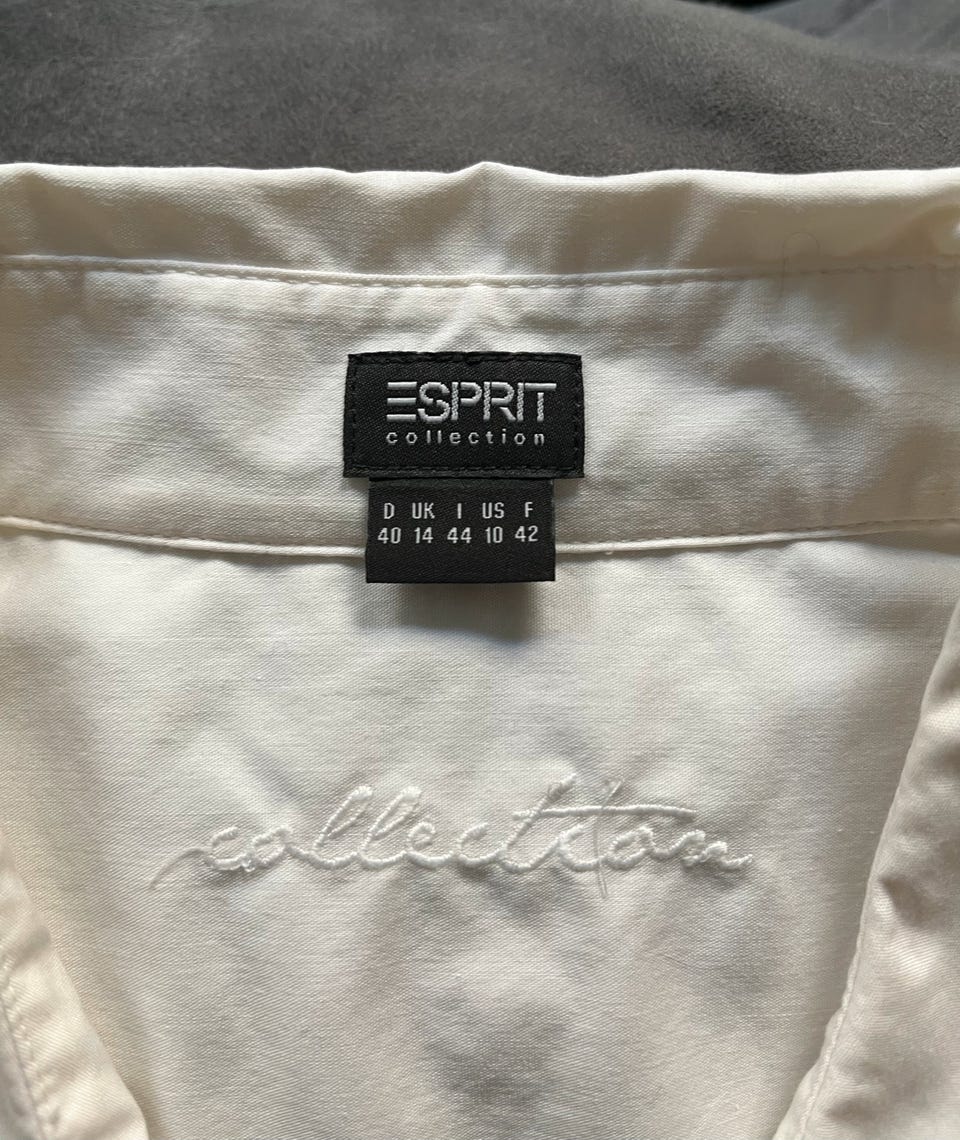 ESPRIT
collection
D UK I US F
40 14 44 10 42
collection